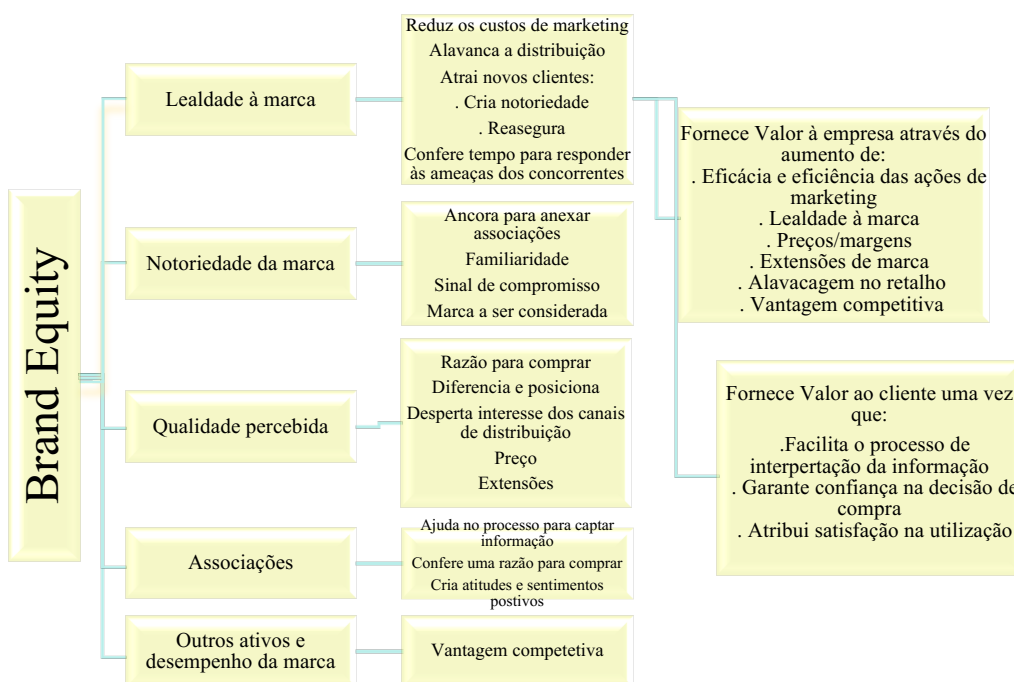 Brand Equity
Lealdade à marca
Reduz os custos de marketing
Alavanca a distribuição
Atrai novos clientes:
. Cria notoriedade
. Reasegura
Confere tempo para responder
às ameaças dos concorrentes
Notoriedade da marca
Ancora para anexar
associações
Familiaridade
Sinal de compromisso
Marca a ser considerada
Qualidade percebida
Razão para comprar
Diferencia e posiciona
Desperta interesse dos canais
de distribuição
Preço
Extensões
Associações
Ajuda no processo para captar
informação
Confere uma razão para comprar
Cria atitudes e sentimentos
postivos
Outros ativos e
desempenho da marca
Vantagem competetiva
Fornece Valor à empresa através do
aumento de:
. Eficácia e eficiência das ações de
marketing
. Lealdade à marca
. Preços/margens
. Extensões de marca
. Alavacagem no retalho
. Vantagem competitiva
Fornece Valor ao cliente uma vez
que:
.Facilita o processo de
interpertação da informação
. Garante confiança na decisão de
compra
. Atribui satisfação na utilização